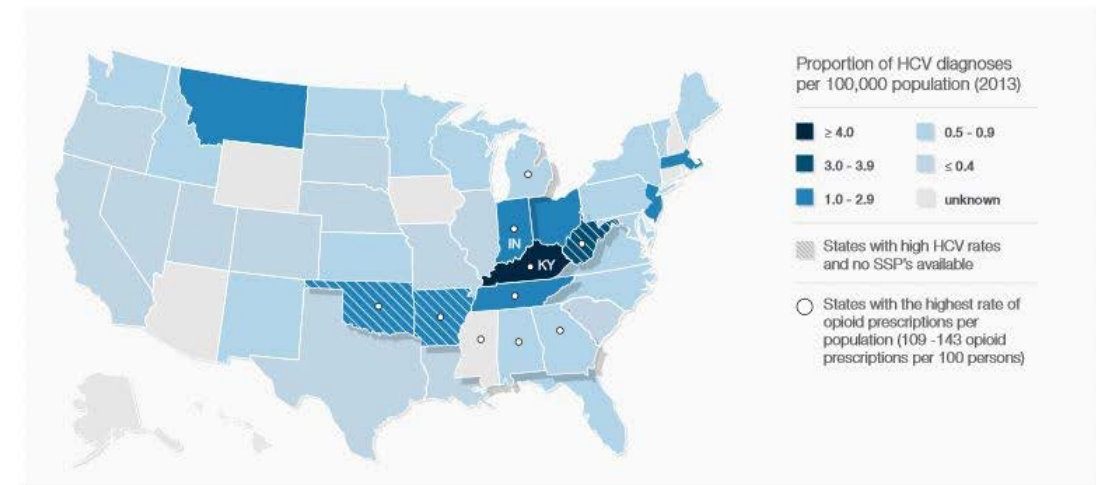 Proportion of HCV diagnoses
per 100,000 population (2013)
≥ 4.0
0.5 - 0.9
3.0 - 3.9
≤ 0.4
1.0 - 2.9
unknown
States with high HCV rates
and no SSP's available
States with the highest rate of
opioid prescriptions per
population (109 -143 opioid
prescriptions per 100 persons)
IN
KY